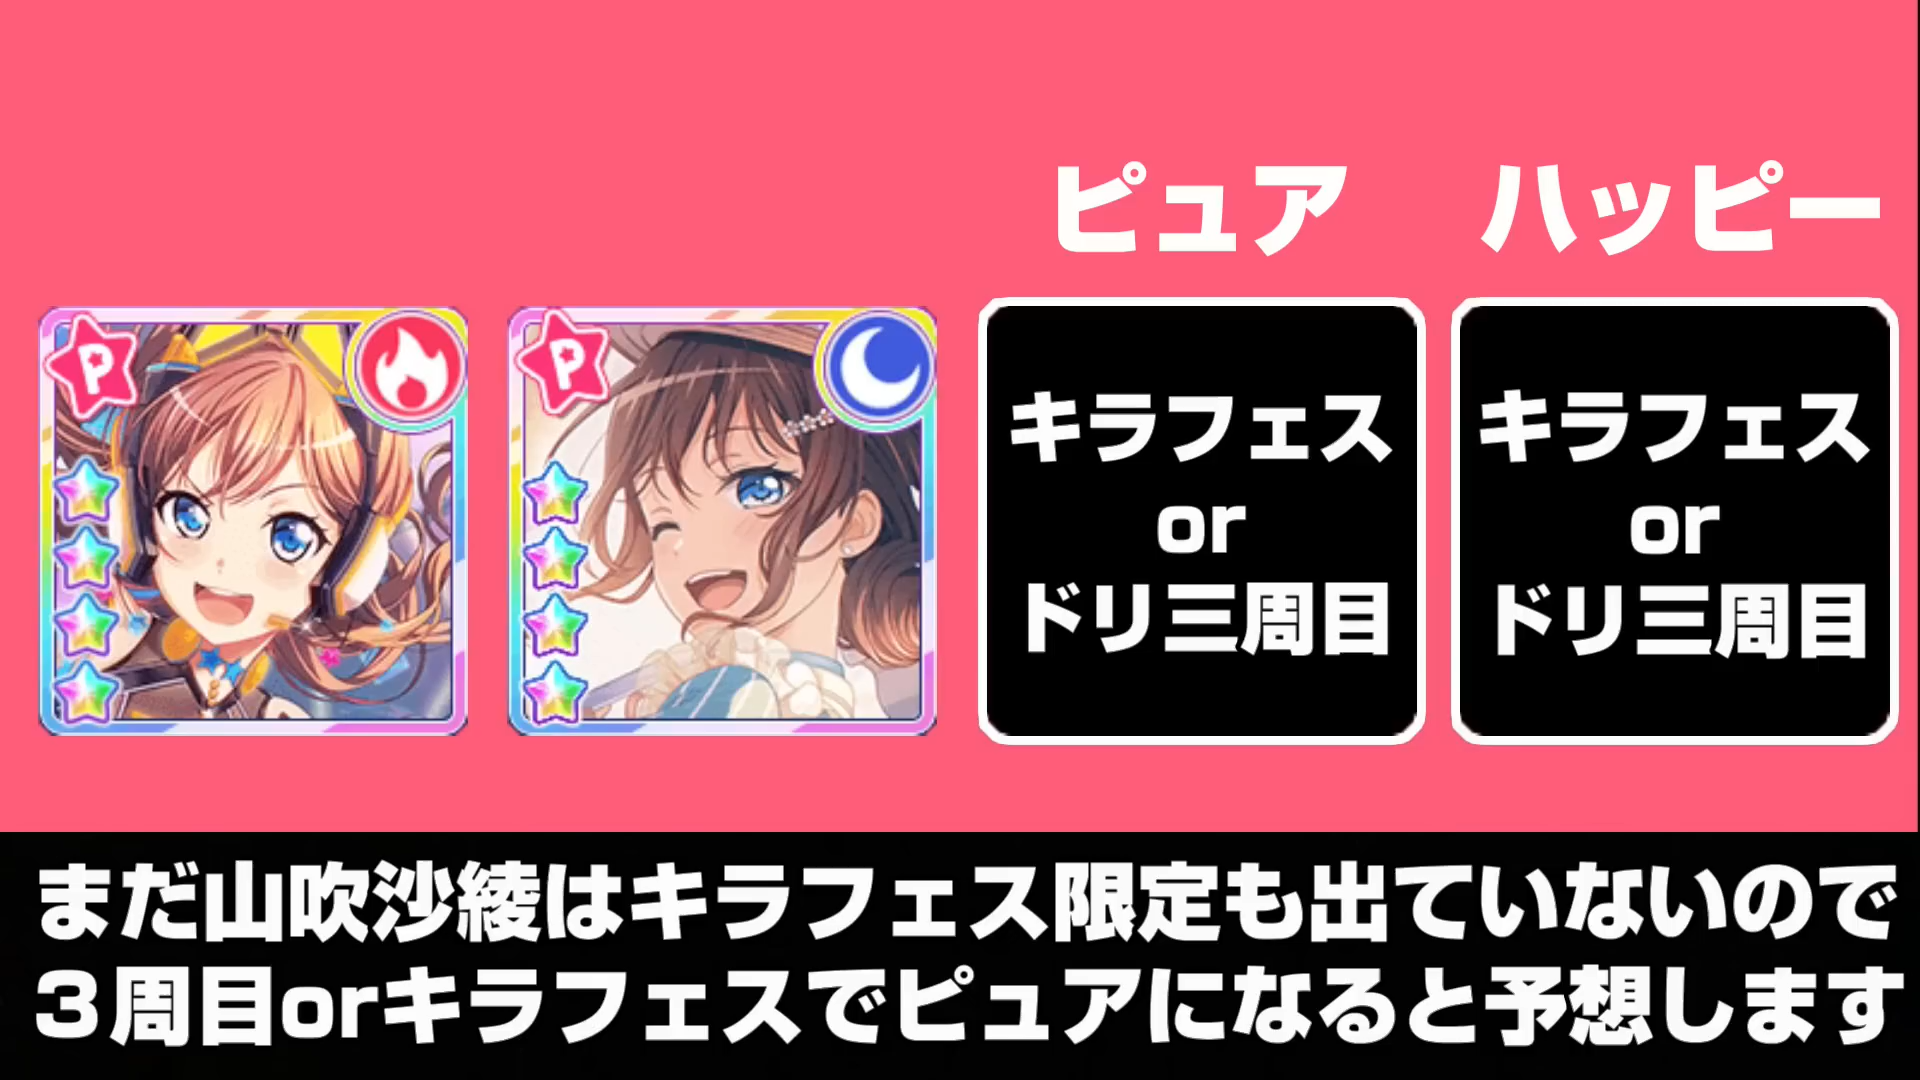 ピュア
ハッピー
P
P
キラフェス
or
ドリ三周目
キラフェス
or
ドリ三周目
まだ山吹沙綾はキラフェス限定も出ていないので
３周目orキラフェスでピュアになると予想します